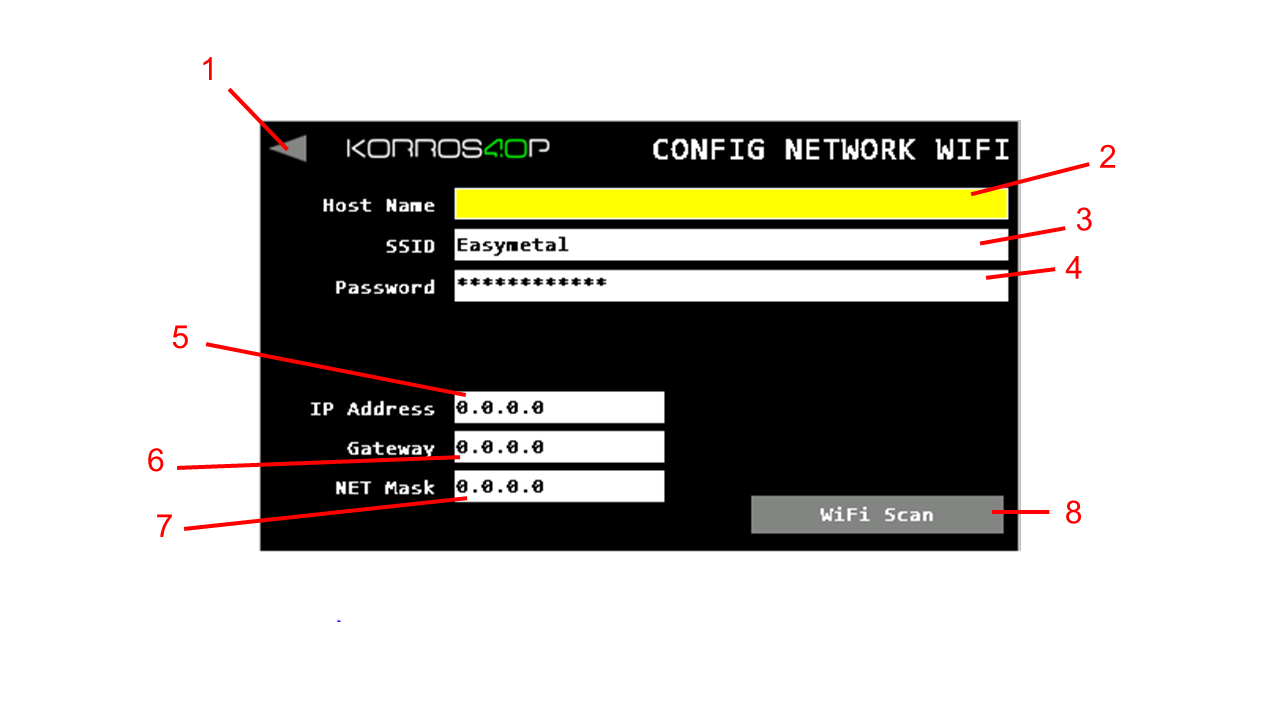 1
KORROS4.0P CONFIG NETWORK WIFI
2
Host Name
3
SSID Easymetal
4
Password ************
5
IP Address 0.0.0.0
6
Gateway 0.0.0.0
7
NET Mask 0.0.0.0
WiFi Scan 8